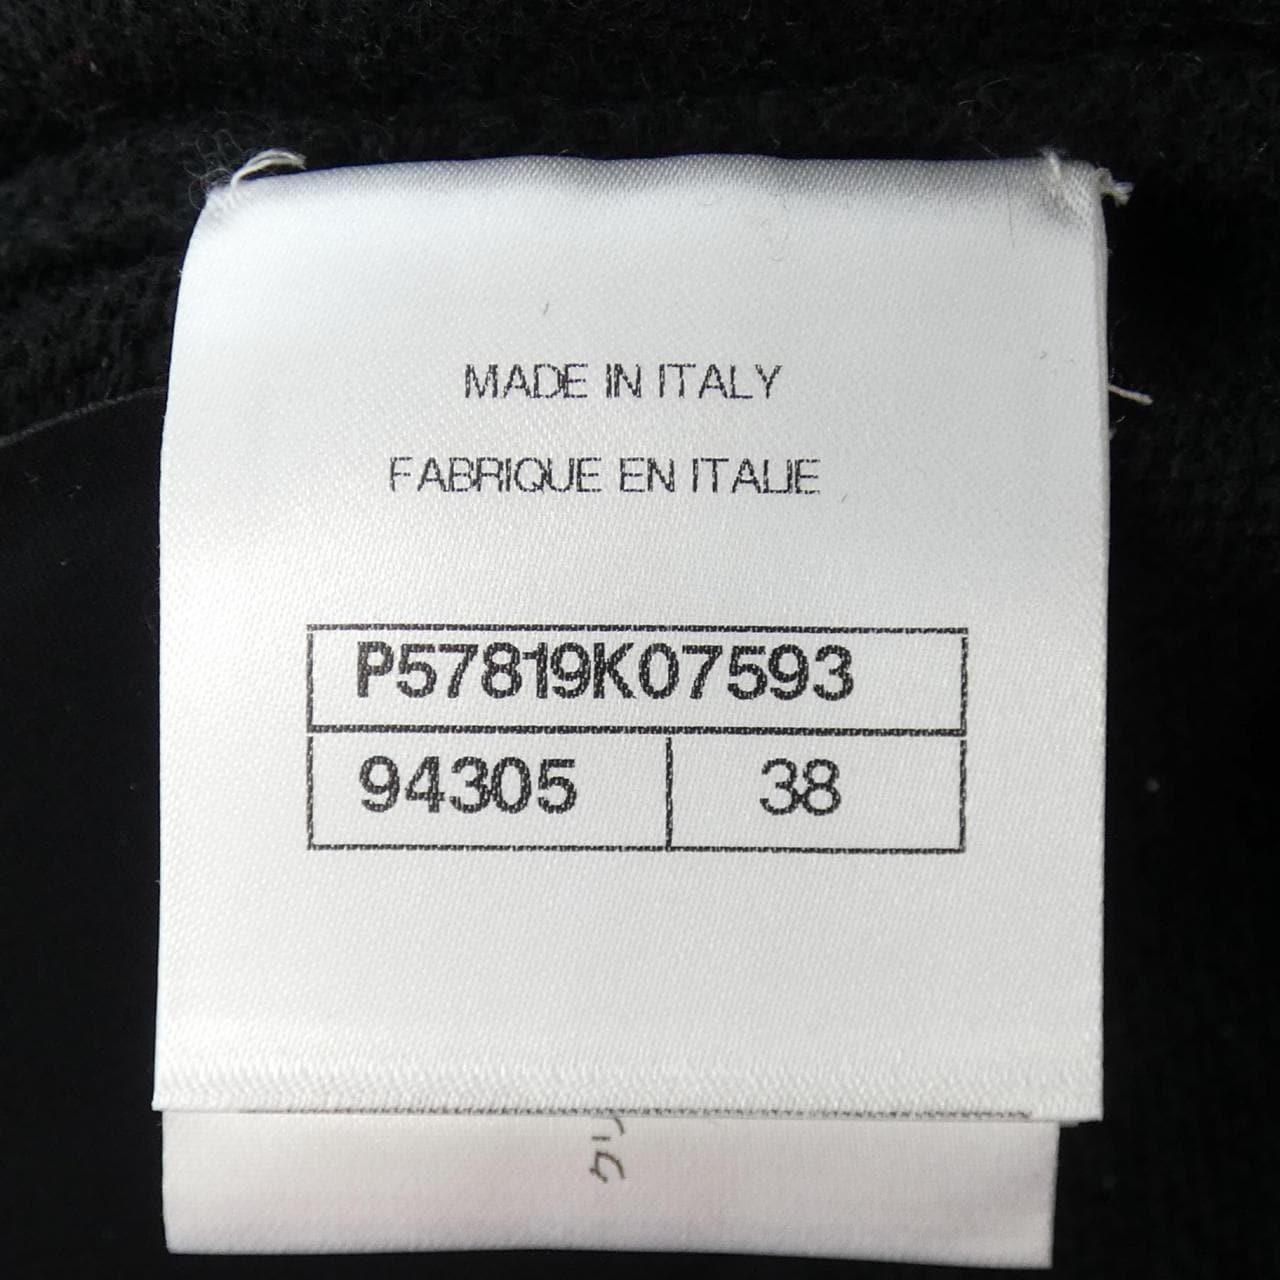 MADE IN ITALY
FABRIQUE EN ITALIE
P57819K07593
94305 38